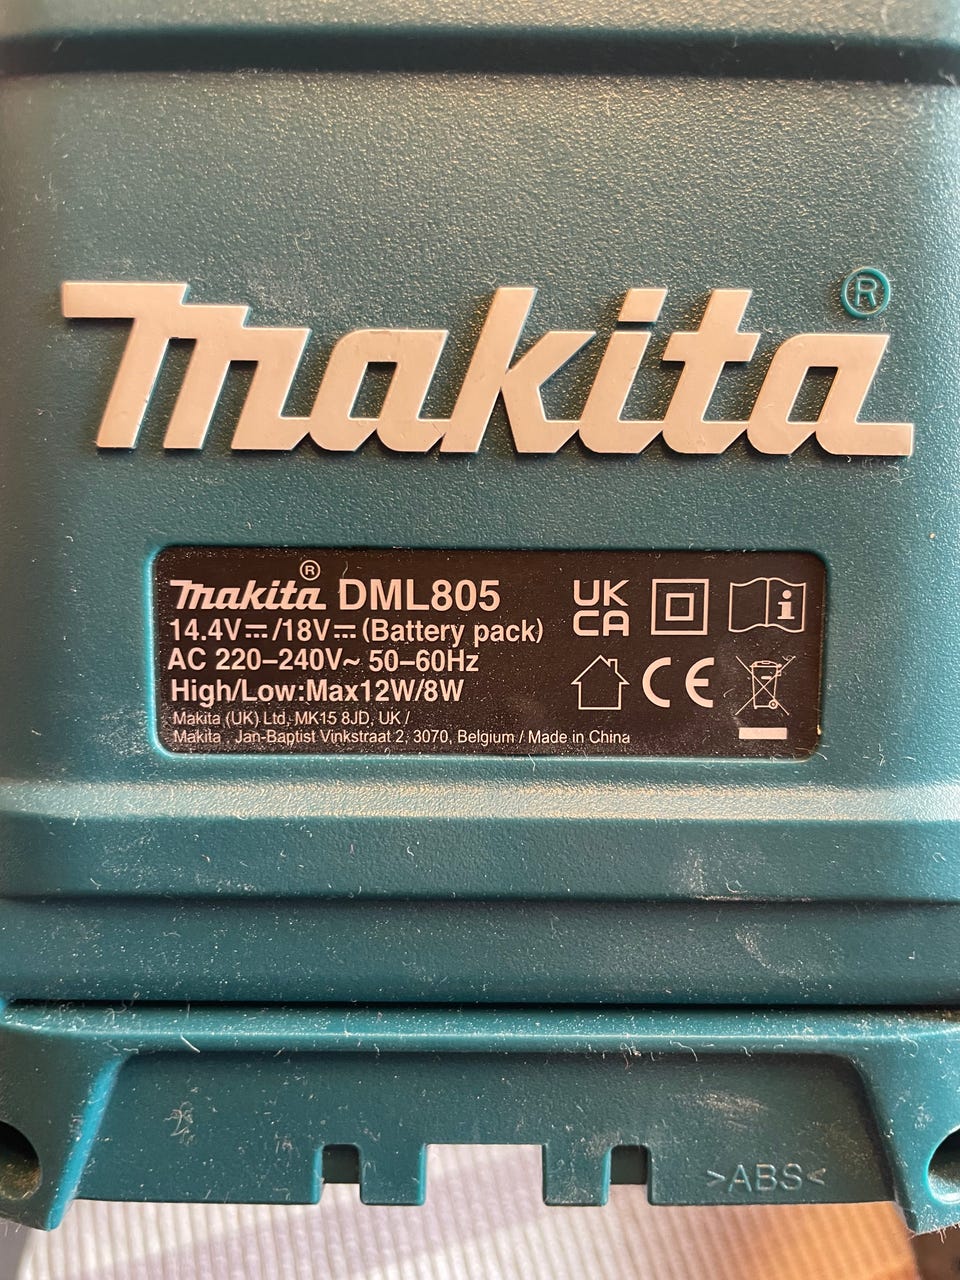 makita®
makita® DML805
14.4V⎓/18V⎓(Battery pack)
AC 220–240V~ 50–60Hz
High/Low:Max12W/8W
Makita (UK) Ltd, MK15 8JD, UK /
Makita , Jan-Baptist Vinkstraat 2, 3070, Belgium / Made in China
UK
CA
i
CE
>ABS<